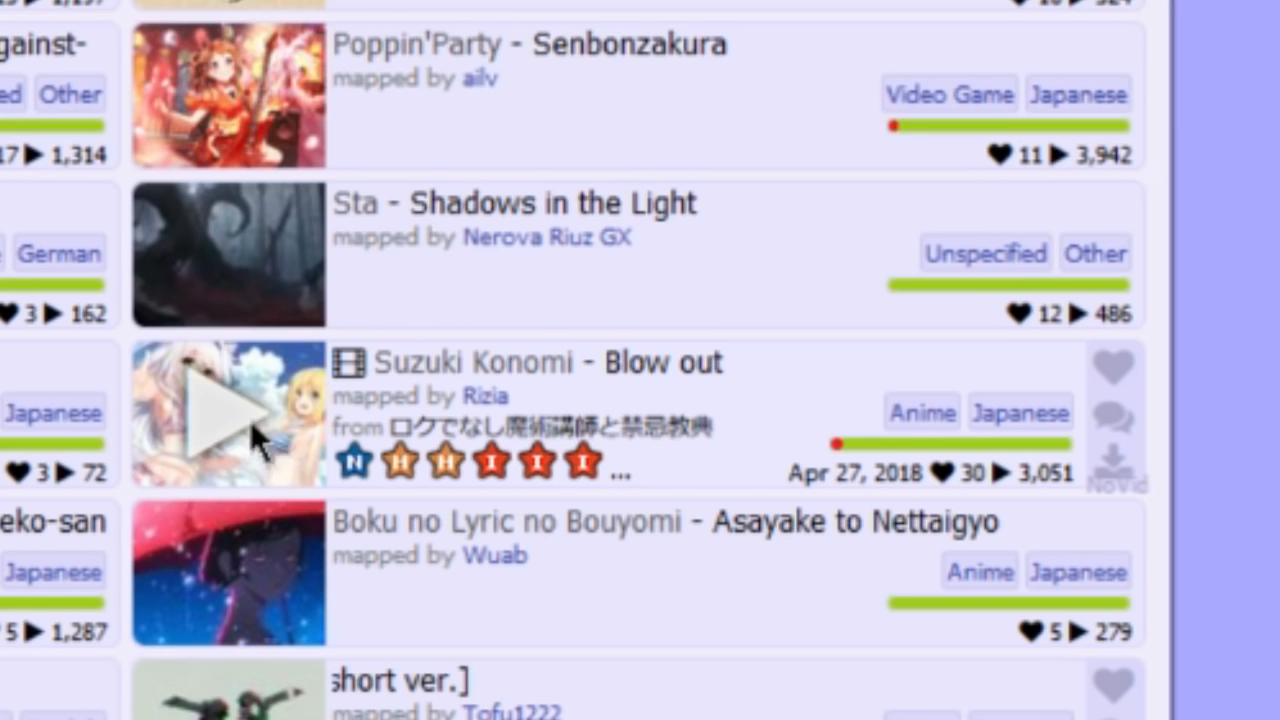 gainst-
ed Other
17 1,314
Poppin'Party - Senbonzakura
mapped by ailv
Video Game Japanese
11 3,942
German
3 162
Sta - Shadows in the Light
mapped by Nerova Riuz GX
Unspecified Other
12 486
Japanese
3 72
Suzuki Konomi - Blow out
mapped by Rizia
from ロクでなし魔術講師と禁忌教典
N H H I I I ...
Anime Japanese
Apr 27, 2018 30 3,051
NoVid
eko-san
Japanese
5 1,287
Boku no Lyric no Bouyomi - Asayake to Nettaigyo
mapped by Wuab
Anime Japanese
5 279
short ver.]
mapped by Tofu1222